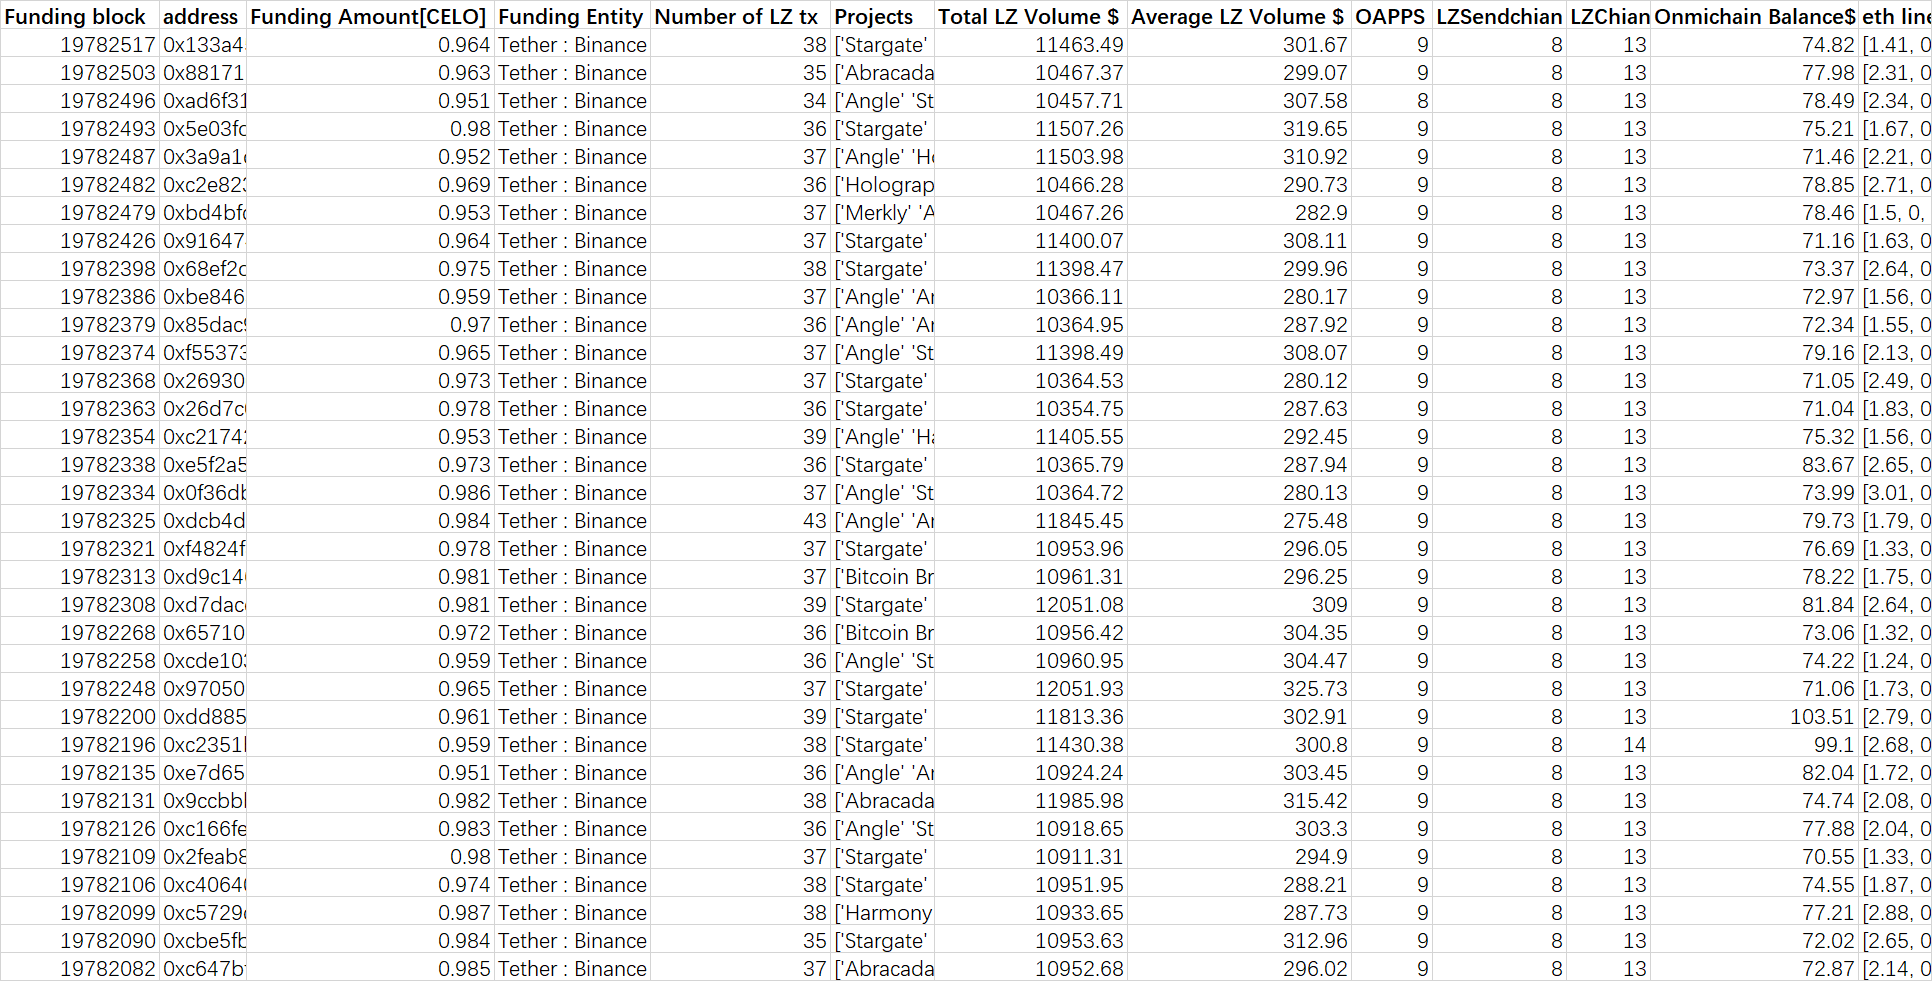 Funding block address Funding Amount[CELO] Funding Entity Number of LZ tx Projects Total LZ Volume $ Average LZ Volume $ OAPPS LZSendchian LZChian Onmichain Balance$ eth line
19782517 0x133a4 0.964 Tether : Binance 38 ['Stargate' 11463.49 301.67 9 8 13 74.82 [1.41, 0
19782503 0x88171 0.963 Tether : Binance 35 ['Abracada 10467.37 299.07 9 8 13 77.98 [2.31, 0
19782496 0xad6f31 0.951 Tether : Binance 34 ['Angle' 'St 10457.71 307.58 8 8 13 78.49 [2.34, 0
19782493 0x5e03fc 0.98 Tether : Binance 36 ['Stargate' 11507.26 319.65 9 8 13 75.21 [1.67, 0
19782487 0x3a9a1c 0.952 Tether : Binance 37 ['Angle' 'Ho 11503.98 310.92 9 8 13 71.46 [2.21, 0
19782482 0xc2e823 0.969 Tether : Binance 36 ['Holograp 10466.28 290.73 9 8 13 78.85 [2.71, 0
19782479 0xbd4bfc 0.953 Tether : Binance 37 ['Merkly' 'A 10467.26 282.9 9 8 13 78.46 [1.5, 0,
19782426 0x91647 0.964 Tether : Binance 37 ['Stargate' 11400.07 308.11 9 8 13 71.16 [1.63, 0
19782398 0x68ef2c 0.975 Tether : Binance 38 ['Stargate' 11398.47 299.96 9 8 13 73.37 [2.64, 0
19782386 0xbe846 0.959 Tether : Binance 37 ['Angle' 'Ar 10366.11 280.17 9 8 13 72.97 [1.56, 0
19782379 0x85dac9 0.97 Tether : Binance 36 ['Angle' 'Ar 10364.95 287.92 9 8 13 72.34 [1.55, 0
19782374 0xf55373 0.965 Tether : Binance 37 ['Angle' 'St 11398.49 308.07 9 8 13 79.16 [2.13, 0
19782368 0x26930 0.973 Tether : Binance 37 ['Stargate' 10364.53 280.12 9 8 13 71.05 [2.49, 0
19782363 0x26d7c 0.978 Tether : Binance 36 ['Stargate' 10354.75 287.63 9 8 13 71.04 [1.83, 0
19782354 0xc2174 0.953 Tether : Binance 39 ['Angle' 'Ha 11405.55 292.45 9 8 13 75.32 [1.56, 0
19782338 0xe5f2a5 0.973 Tether : Binance 36 ['Stargate' 10365.79 287.94 9 8 13 83.67 [2.65, 0
19782334 0x0f36db 0.986 Tether : Binance 37 ['Angle' 'St 10364.72 280.13 9 8 13 73.99 [3.01, 0
19782325 0xdcb4d 0.984 Tether : Binance 43 ['Angle' 'Ar 11845.45 275.48 9 8 13 79.73 [1.79, 0
19782321 0xf4824f 0.978 Tether : Binance 37 ['Stargate' 10953.96 296.05 9 8 13 76.69 [1.33, 0
19782313 0xd9c14 0.981 Tether : Binance 37 ['Bitcoin Br 10961.31 296.25 9 8 13 78.22 [1.75, 0
19782308 0xd7dac 0.981 Tether : Binance 39 ['Stargate' 12051.08 309 9 8 13 81.84 [2.64, 0
19782268 0x65710 0.972 Tether : Binance 36 ['Bitcoin Br 10956.42 304.35 9 8 13 73.06 [1.32, 0
19782258 0xcde103 0.959 Tether : Binance 36 ['Angle' 'St 10960.95 304.47 9 8 13 74.22 [1.24, 0
19782248 0x97050 0.965 Tether : Binance 37 ['Stargate' 12051.93 325.73 9 8 13 71.06 [1.73, 0
19782200 0xdd885 0.961 Tether : Binance 39 ['Stargate' 11813.36 302.91 9 8 13 103.51 [2.79, 0
19782196 0xc2351 0.959 Tether : Binance 38 ['Stargate' 11430.38 300.8 9 8 14 99.1 [2.68, 0
19782135 0xe7d65 0.951 Tether : Binance 36 ['Angle' 'Ar 10924.24 303.45 9 8 13 82.04 [1.72, 0
19782131 0x9ccbb 0.982 Tether : Binance 38 ['Abracada 11985.98 315.42 9 8 13 74.74 [2.08, 0
19782126 0xc166fe 0.983 Tether : Binance 36 ['Angle' 'St 10918.65 303.3 9 8 13 77.88 [2.04, 0
19782109 0x2feab8 0.98 Tether : Binance 37 ['Stargate' 10911.31 294.9 9 8 13 70.55 [1.33, 0
19782106 0xc4064 0.974 Tether : Binance 38 ['Stargate' 10951.95 288.21 9 8 13 74.55 [1.87, 0
19782099 0xc5729 0.987 Tether : Binance 38 ['Harmony 10933.65 287.73 9 8 13 77.21 [2.88, 0
19782090 0xcbe5fb 0.984 Tether : Binance 35 ['Stargate' 10953.63 312.96 9 8 13 72.02 [2.65, 0
19782082 0xc647b 0.985 Tether : Binance 37 ['Abracada 10952.68 296.02 9 8 13 72.87 [2.14, 0